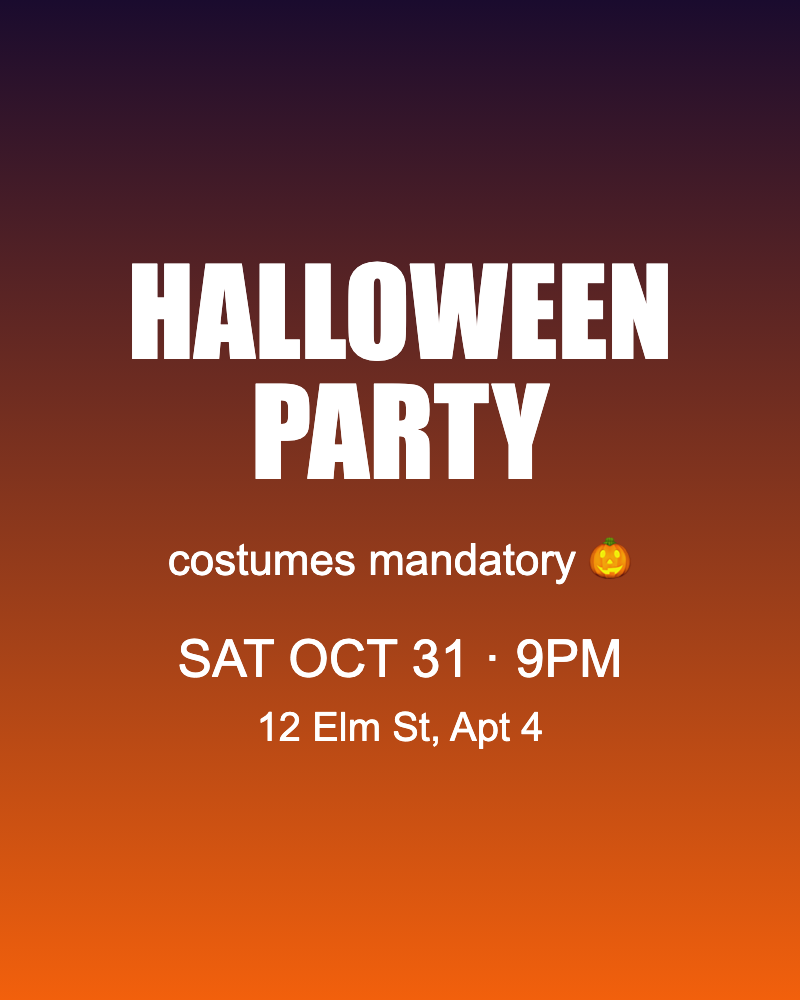 HALLOWEEN
PARTY
costumes mandatory 🎃
SAT OCT 31 · 9PM
12 Elm St, Apt 4